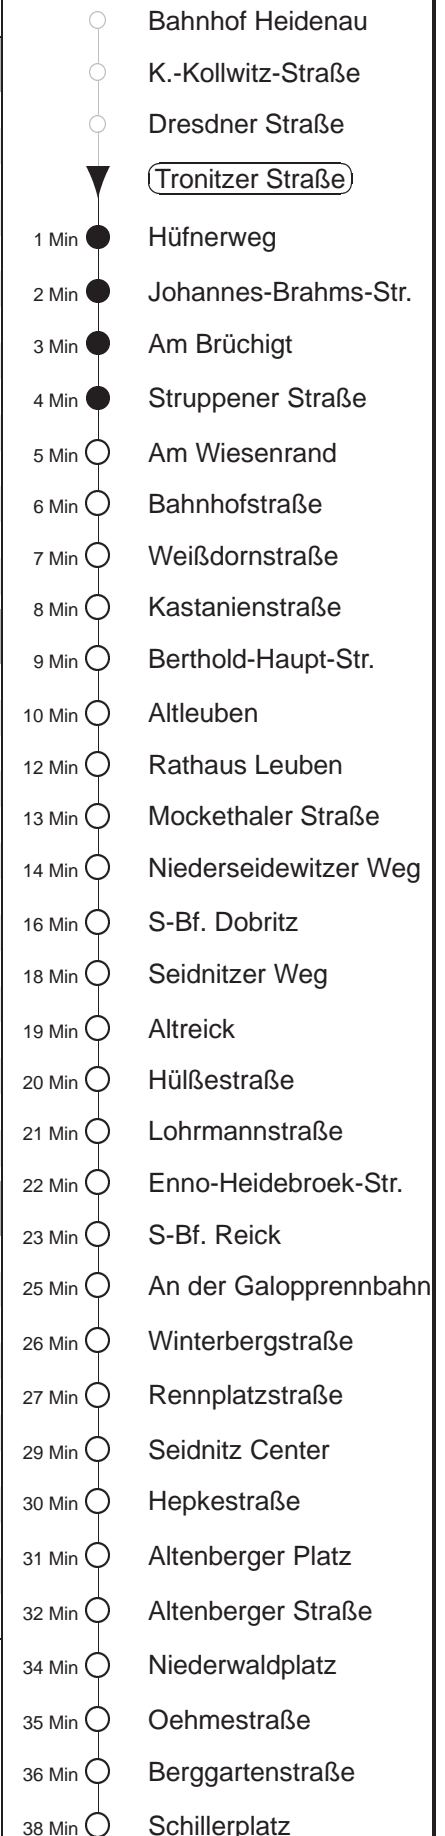 Bahnhof Heidenau
K.-Kollwitz-Straße
Dresdner Straße
Tronitzer Straße
1 Min Hüfnerweg
2 Min Johannes-Brahms-Str.
3 Min Am Brüchigt
4 Min Struppener Straße
5 Min Am Wiesenrand
6 Min Bahnhofstraße
7 Min Weißdornstraße
8 Min Kastanienstraße
9 Min Berthold-Haupt-Str.
10 Min Altleuben
12 Min Rathaus Leuben
13 Min Mockethaler Straße
14 Min Niederseidewitzer Weg
16 Min S-Bf. Dobritz
18 Min Seidnitzer Weg
19 Min Altreick
20 Min Hülßestraße
21 Min Lohrmannstraße
22 Min Enno-Heidebroek-Str.
23 Min S-Bf. Reick
25 Min An der Galopprennbahn
26 Min Winterbergstraße
27 Min Rennplatzstraße
29 Min Seidnitz Center
30 Min Hepkestraße
31 Min Altenberger Platz
32 Min Altenberger Straße
34 Min Niederwaldplatz
35 Min Oehmestraße
36 Min Berggartenstraße
38 Min Schillerplatz